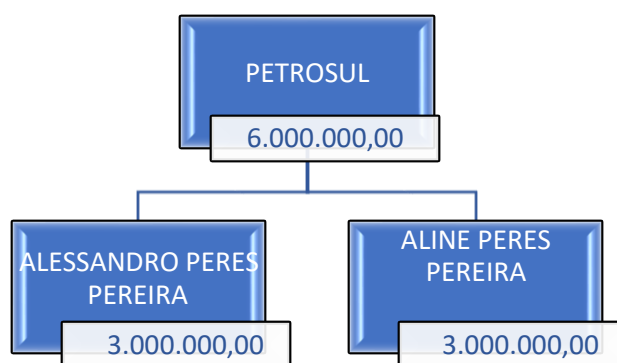 PETROSUL
6.000.000,00
ALESSANDRO PERES
PEREIRA
3.000.000,00
ALINE PERES
PEREIRA
3.000.000,00